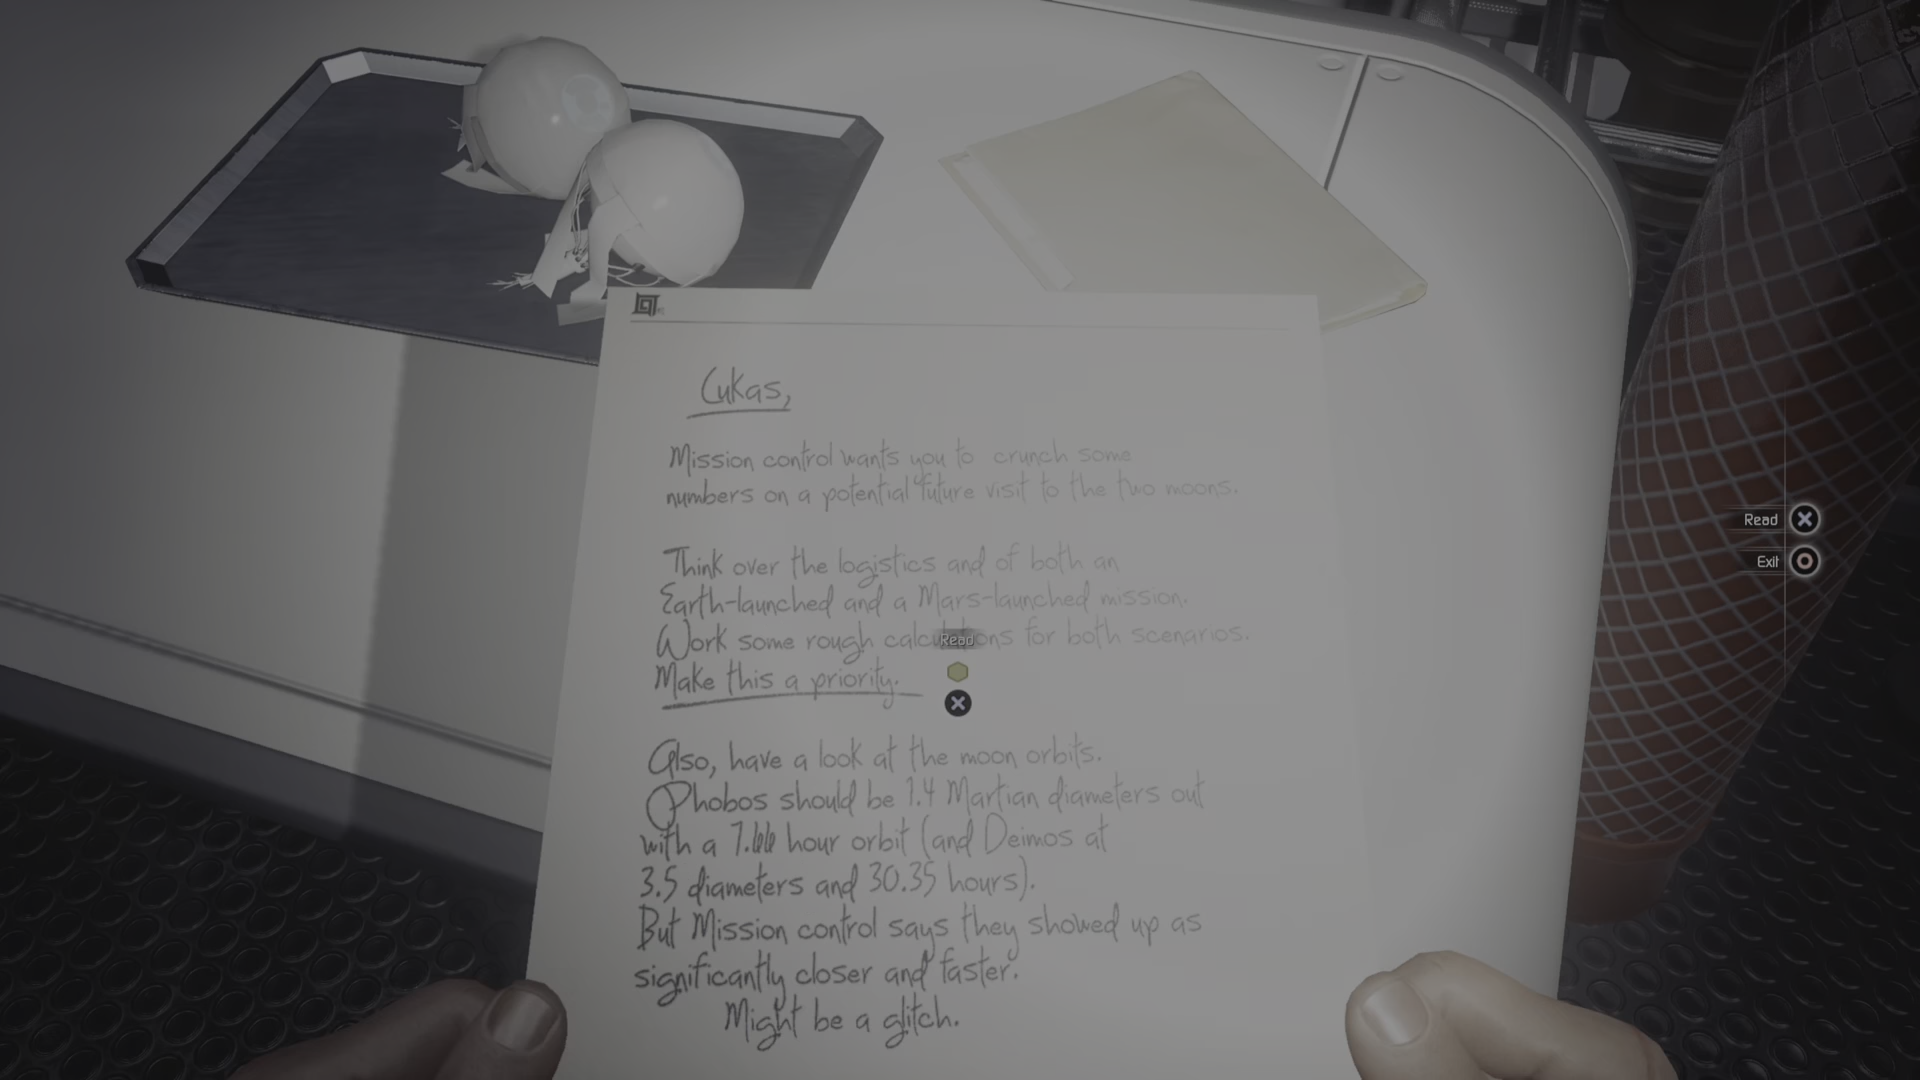 Lukas,
Mission control wants you to crunch some
numbers on a potential future visit to the two moons.
Think over the logistics and of both an
Earth-launched and a Mars-launched mission.
Work some rough calculations for both scenarios.
Make this a priority.
Also, have a look at the moon orbits.
Phobos should be 1.4 Martian diameters out
with a 7.66 hour orbit (and Deimos at
3.5 diameters and 30.35 hours).
But Mission control says they showed up as
significantly closer and faster.
Might be a glitch.
Read
Read
Exit